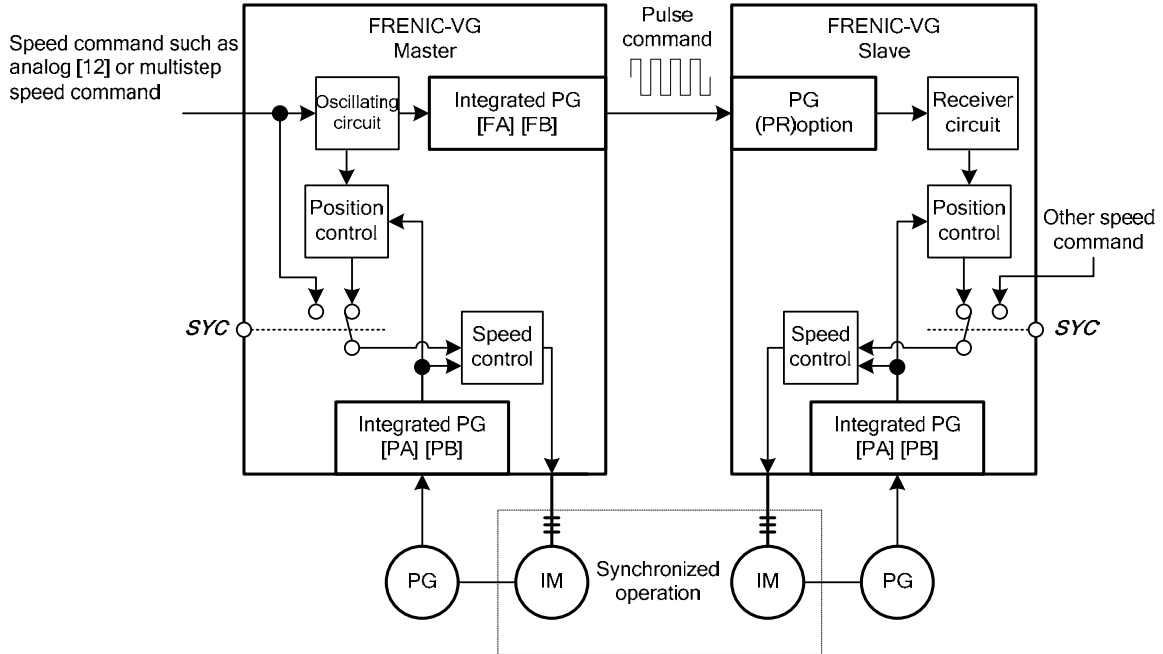 FRENIC-VG
Master
Pulse
command
FRENIC-VG
Slave
Speed command such as
analog [12] or multistep
speed command
Oscillating
circuit
Integrated PG
[FA] [FB]
PG
(PR)option
Receiver
circuit
Position
control
Position
control
Other speed
command
SYC
Speed
control
Speed
control
SYC
Integrated PG
[PA] [PB]
Integrated PG
[PA] [PB]
PG
IM
Synchronized
operation
IM
PG